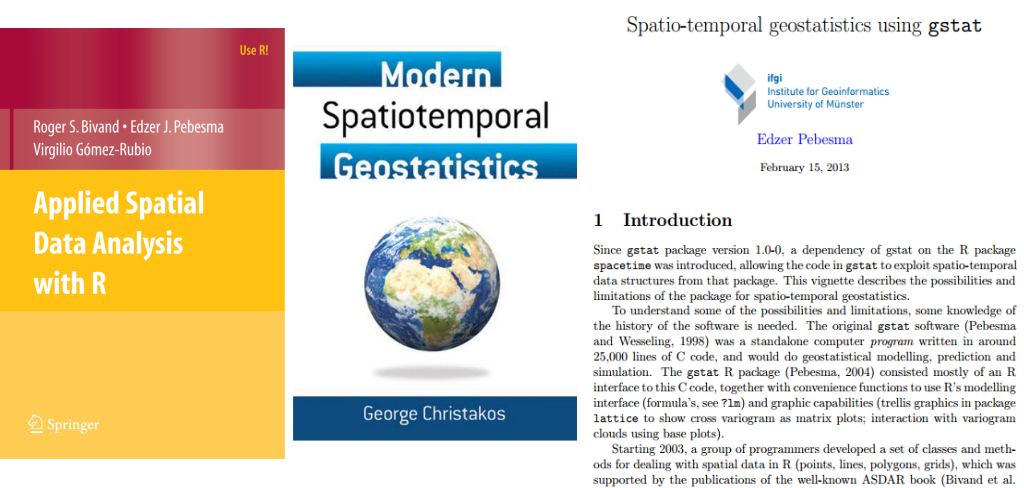 Use R!
Roger S. Bivand • Edzer J. Pebesma
Virgilio Gómez-Rubio
Applied Spatial
Data Analysis
with R
Springer
Modern
Spatiotemporal
Geostatistics
George Christakos
Spatio-temporal geostatistics using gstat
ifgi
Institute for Geoinformatics
University of Münster
Edzer Pebesma
February 15, 2013
1 Introduction
Since gstat package version 1.0-0, a dependency of gstat on the R package
spacetime was introduced, allowing the code in gstat to exploit spatio-temporal
data structures from that package. This vignette describes the possibilities and
limitations of the package for spatio-temporal geostatistics.
To understand some of the possibilities and limitations, some knowledge of
the history of the software is needed. The original gstat software (Pebesma
and Wesseling, 1998) was a standalone computer program written in around
25,000 lines of C code, and would do geostatistical modelling, prediction and
simulation. The gstat R package (Pebesma, 2004) consisted mostly of an R
interface to this C code, together with convenience functions to use R's modelling
interface (formula's, see ?lm) and graphic capabilities (trellis graphics in package
lattice to show cross variogram as matrix plots; interaction with variogram
clouds using base plots).
Starting 2003, a group of programmers developed a set of classes and meth-
ods for dealing with spatial data in R (points, lines, polygons, grids), which was
supported by the publications of the well-known ASDAR book (Bivand et al.